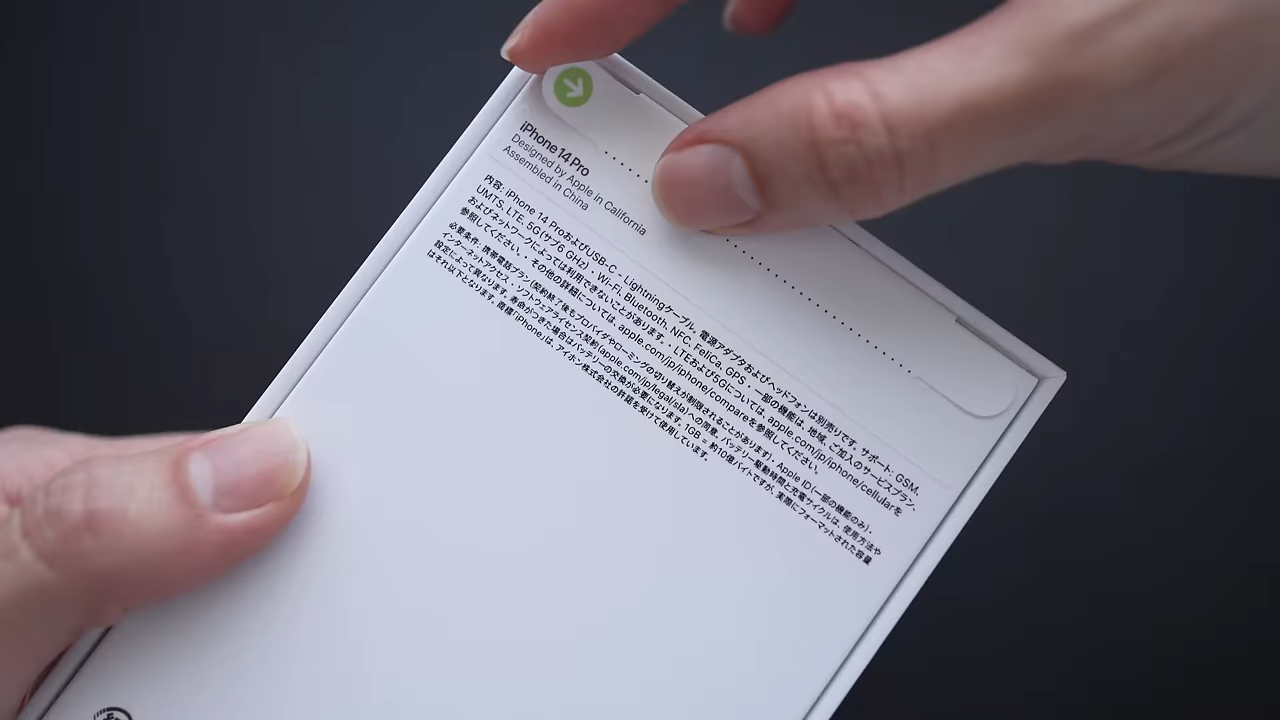 iPhone 14 Pro
Designed by Apple in California
Assembled in China
内容: iPhone 14 ProおよびUSB-C - Lightningケーブル。電源アダプタおよびヘッドフォンは別売りです。 サポート: GSM,
UMTS, LTE, 5G(サブ6 GHz)・Wi-Fi, Bluetooth, NFC, FeliCa, GPS・一部の機能は、地域、ご加入のサービスプラン、
およびネットワークによっては利用できないことがあります。・LTEおよび5Gについては、apple.com/jp/iphone/cellularを
参照してください。・その他の詳細については、apple.com/jp/iphone/compareを参照してください。
必要条件: 携帯電話プラン(契約終了後もプロバイダやローミングの切り替えが制限されることがあります)・Apple ID(一部の機能のみ)・
インターネットアクセス・ソフトウェアライセンス契約(apple.com/jp/legal/sla)への同意。バッテリー駆動時間と充電サイクルは、使用方法や
設定によって異なります。寿命がつきた場合はバッテリーの交換が必要になります。1GB = 約10億バイトですが、実際にフォーマットされた容量
はそれ以下となります。商標「iPhone」は、アイホン株式会社の許諾を受けて使用しています。